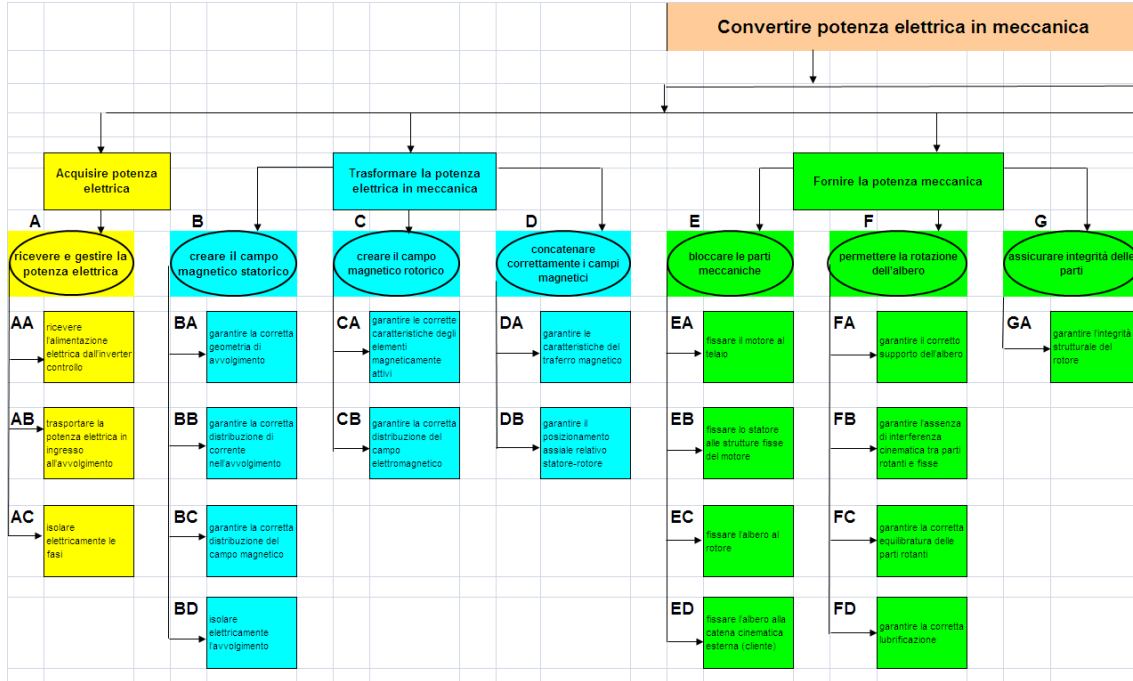 Convertire potenza elettrica in meccanica
Acquisire potenza
elettrica
Trasformare la potenza
elettrica in meccanica
Fornire la potenza meccanica
A
B
C
D
E
F
G
ricevere e gestire la
potenza elettrica
creare il campo
magnetico statorico
creare il campo
magnetico rotorico
concatenare
correttamente i campi
magnetici
bloccare le parti
meccaniche
permettere la rotazione
dell'albero
assicurare integrità delle
parti
AA
ricevere
l'alimentazione
elettrica dall'inverter
controllo
BA
garantire la corretta
geometria di
avvolgimento
CA
garantire le corrette
caratteristiche degli
elementi
magneticamente
attivi
DA
garantire le
caratteristiche del
traferro magnetico
EA
fissare il motore al
telaio
FA
garantire il corretto
supporto dell'albero
GA
garantire l'integrità
strutturale del
rotore
AB
trasportare la
potenza elettrica in
ingresso
all'avvolgimento
BB
garantire la corretta
distribuzione di
corrente
nell'avvolgimento
CB
garantire la corretta
distribuzione del
campo
elettromagnetico
DB
garantire il
posizionamento
assiale relativo
statore-rotore
EB
fissare lo statore
alle strutture fisse
del motore
FB
garantire l'assenza
di interferenza
cinematica tra parti
rotanti e fisse
AC
isolare
elettricamente le
fasi
BC
garantire la corretta
distribuzione del
campo magnetico
EC
fissare l'albero al
rotore
FC
garantire la corretta
equilibratura delle
parti rotanti
BD
isolare
elettricamente
l'avvolgimento
ED
fissare l'albero alla
catena cinematica
esterna (cliente)
FD
garantire la corretta
lubrificazione